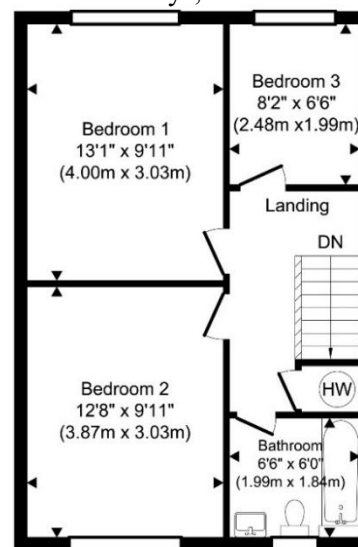 Bedroom 1
13'1" x 9'11"
(4.00m x 3.03m)
Bedroom 3
8'2" x 6'6"
(2.48m x1.99m)
Landing
DN
HW
Bedroom 2
12'8" x 9'11"
(3.87m x 3.03m)
Bathroom
6'6" x 6'0"
(1.99m x 1.84m)